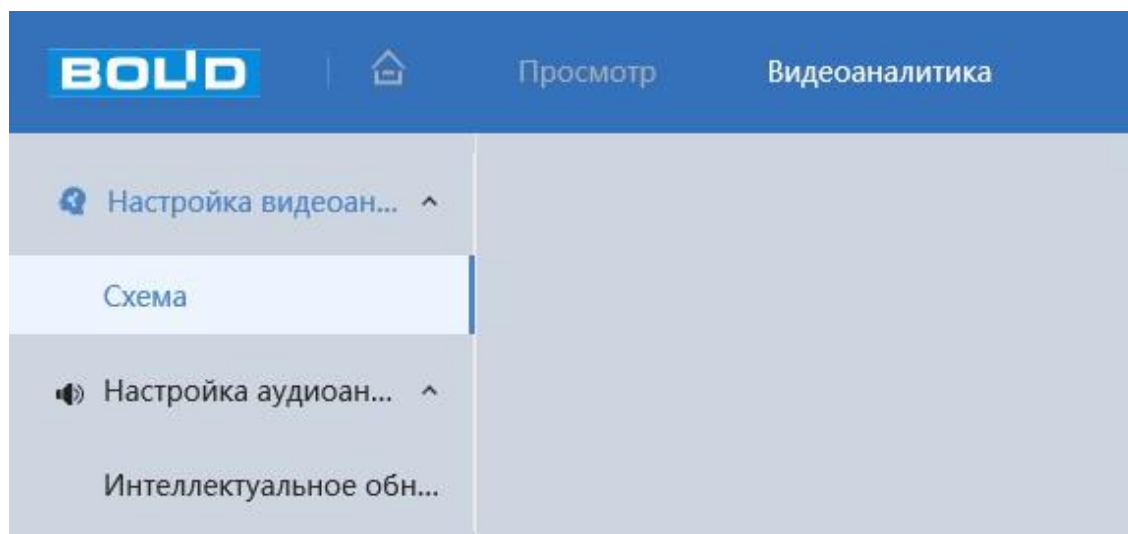 BOLID Просмотр Видеоаналитика
Настройка видеоан...
Схема
Настройка аудиоан...
Интеллектуальное обн...